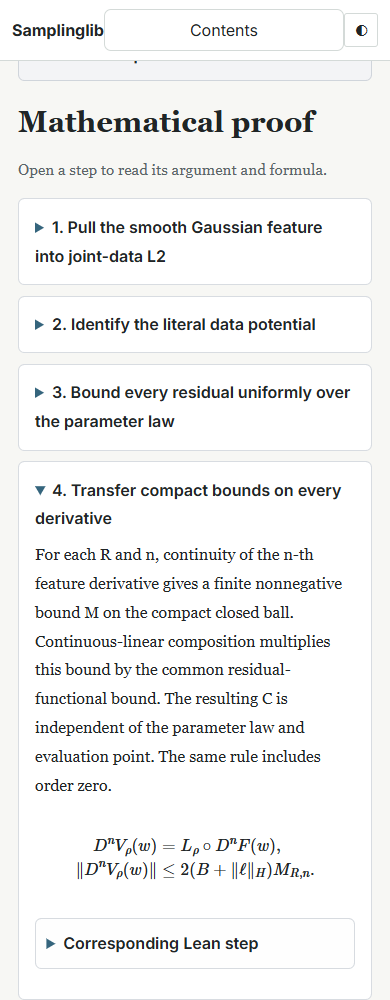 Samplinglib
Contents
Mathematical proof
Open a step to read its argument and formula.
1. Pull the smooth Gaussian feature
into joint-data L2
2. Identify the literal data potential
3. Bound every residual uniformly over
the parameter law
4. Transfer compact bounds on every
derivative
For each R and n, continuity of the n-th
feature derivative gives a finite nonnegative
bound M on the compact closed ball.
Continuous-linear composition multiplies
this bound by the common residual-
functional bound. The resulting C is
independent of the parameter law and
evaluation point. The same rule includes
order zero.
DⁿV_ρ(w) = L_ρ ∘ DⁿF(w),
‖DⁿV_ρ(w)‖ ≤ 2(B + ‖ℓ‖_H)M_{R,n}.
Corresponding Lean step